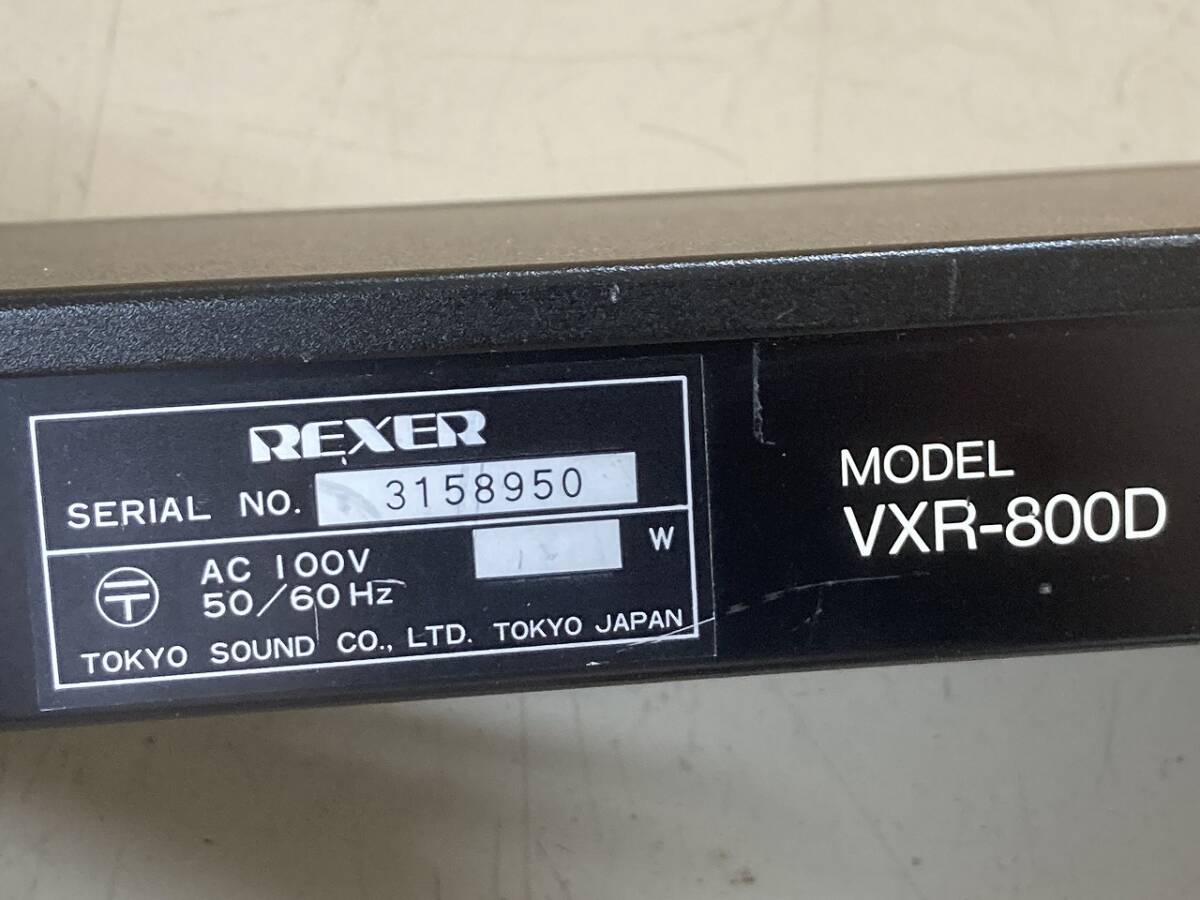 REXER
SERIAL NO. 3158950
AC 100V
W
50/60Hz
TOKYO SOUND CO., LTD. TOKYO JAPAN
MODEL
VXR-800D